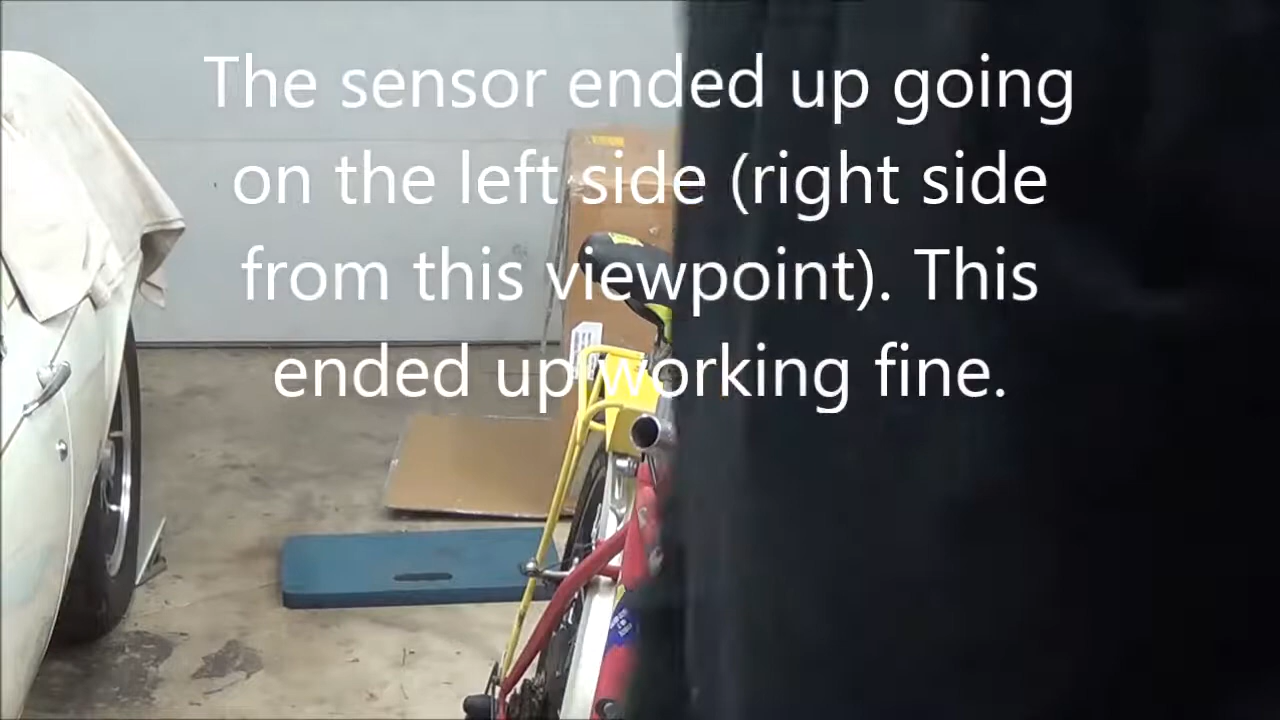 The sensor ended up going
on the left side (right side
from this viewpoint). This
ended up working fine.